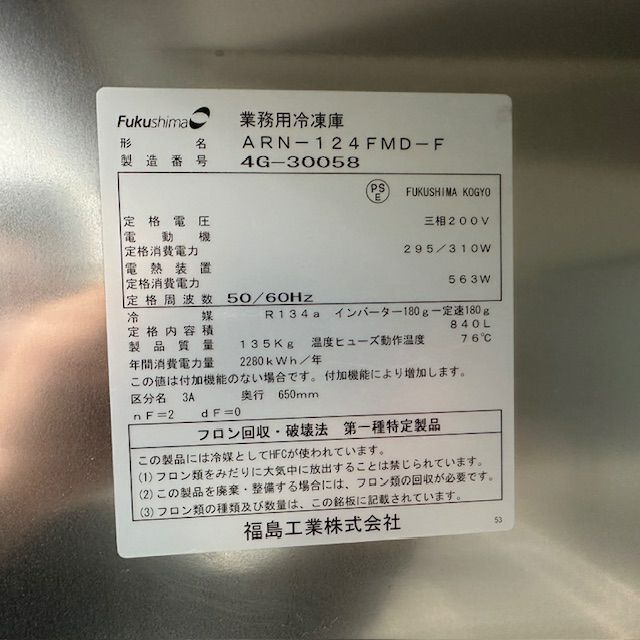 Fukushima
業務用冷凍庫
形名 ARN-124FMD-F
製造番号 4G-30058
PSE FUKUSHIMA KOGYO
定格電圧 三相200V
電動機
定格消費電力 295/310W
電熱装置
定格消費電力 563W
定格周波数 50/60Hz
冷媒 R134a インバーター180g一定速180g
定格内容積 840L
製品質量 135Kg 温度ヒューズ動作温度 76℃
年間消費電力量 2280kWh/年
この値は付加機能のない場合です。付加機能により増加します。
区分名 3A 奥行 650mm
nF=2 dF=0
フロン回収・破壊法 第一種特定製品
この製品には冷媒としてHFCが使われています。
(1)フロン類をみだりに大気中に放出することは禁じられています。
(2)この製品を廃棄・整備する場合には、フロン類の回収が必要です。
(3)フロン類の種類及び数量は、この銘板に記載されています。
福島工業株式会社
53